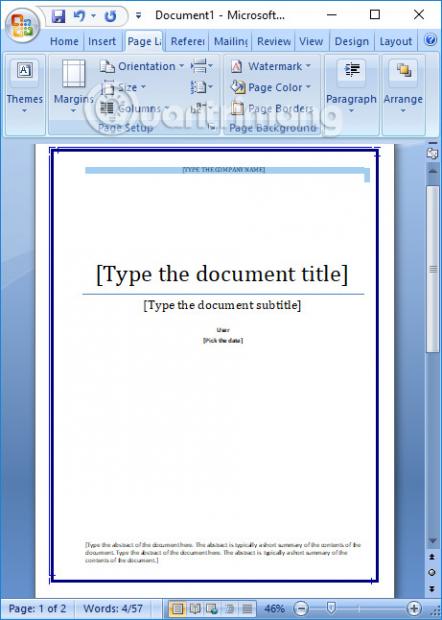 Document1 - Microsoft...
Home Insert Page La Referen Mailing Review View Design Layout
Themes
Margins
Orientation
Size
Columns
Page Setup
Watermark
Page Color
Page Borders
Page Background
Paragraph
Arrange
Quantrimang
[TYPE THE COMPANY NAME]
[Type the document title]
[Type the document subtitle]
User
[Pick the date]
[Type the abstract of the document here. The abstract is typically a short summary of the contents of the
document. Type the abstract of the document here. The abstract is typically a short summary of the
contents of the document.]
Page: 1 of 2 Words: 4/57 46%